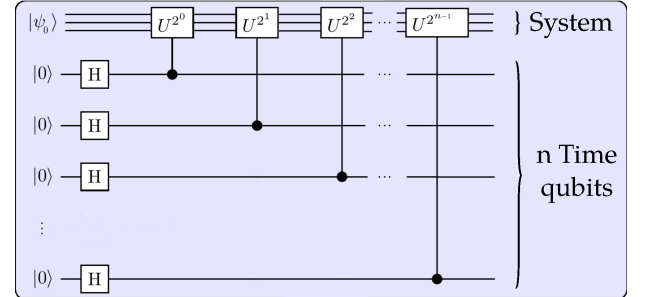 |ψ₀⟩ U^{2^0} U^{2^1} U^{2^2} ⋯ U^{2^{n-1}} } System
|0⟩ H
|0⟩ H ⋯
|0⟩ H ⋯ n Time
qubits
⋮
|0⟩ H